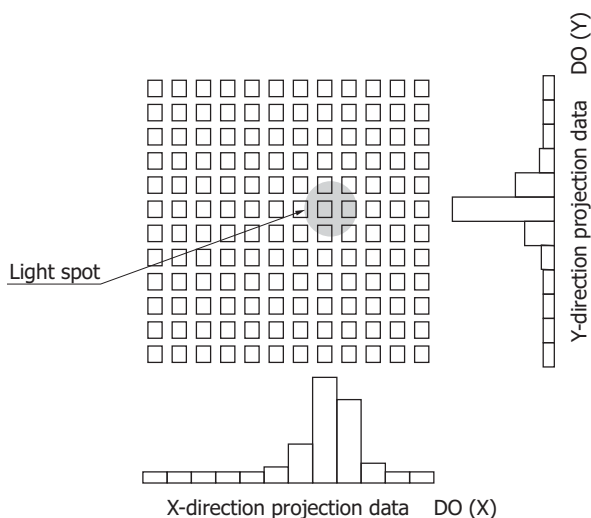 Light spot
Y-direction projection data DO (Y)
X-direction projection data DO (X)